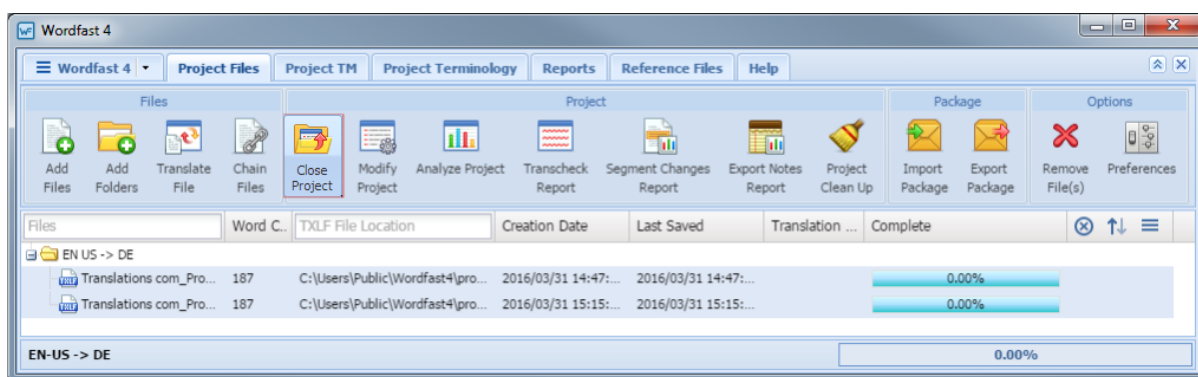 Wordfast 4
Wordfast 4 Project Files Project TM Project Terminology Reports Reference Files Help
Files Project Package Options
Add Files
Add Folders
Translate File
Chain Files
Close Project
Modify Project
Analyze Project
Transcheck Report
Segment Changes Report
Export Notes Report
Project Clean Up
Import Package
Export Package
Remove File(s)
Preferences
Files Word C.. TXLF File Location Creation Date Last Saved Translation ... Complete
EN US -> DE
Translations com_Pro... 187 C:\Users\Public\Wordfast4\pro... 2016/03/31 14:47:... 2016/03/31 14:47:... 0.00%
Translations com_Pro... 187 C:\Users\Public\Wordfast4\pro... 2016/03/31 15:15:... 2016/03/31 15:15:... 0.00%
EN-US -> DE 0.00%